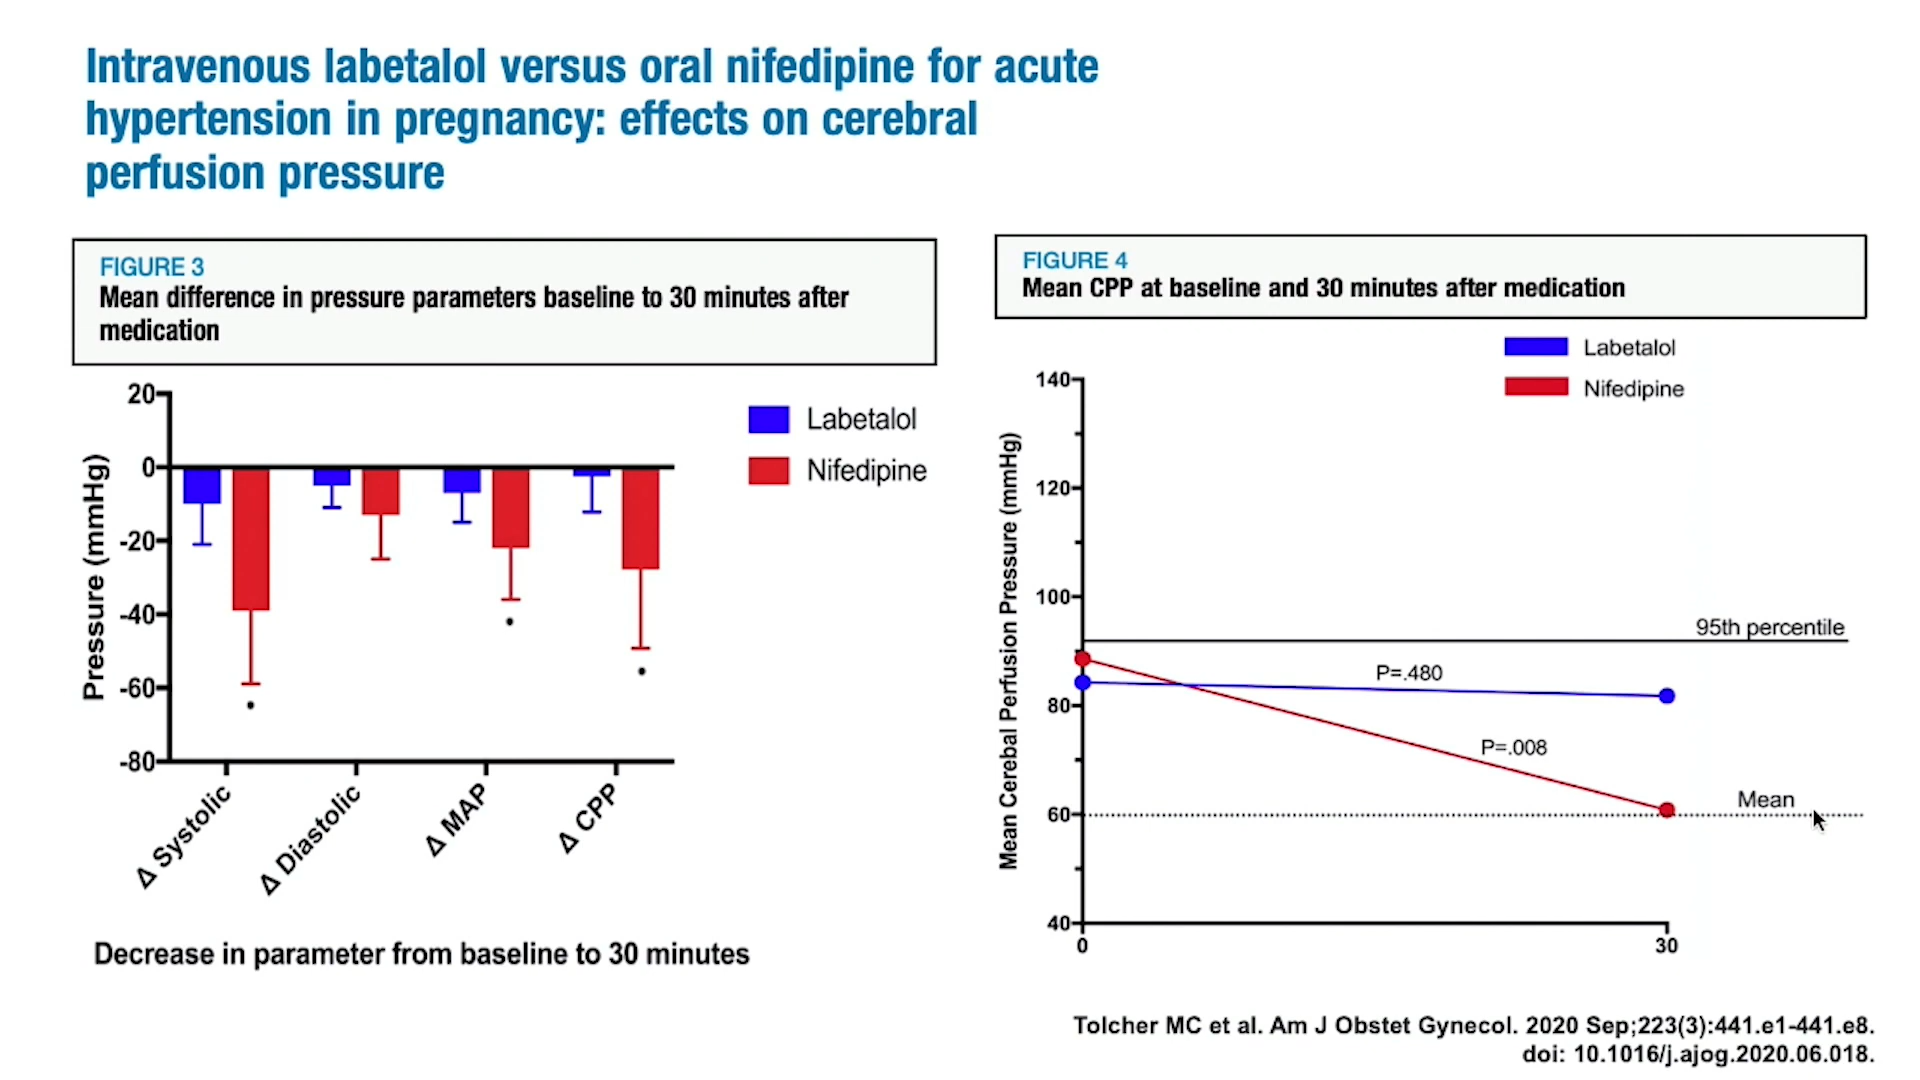 Intravenous labetalol versus oral nifedipine for acute
hypertension in pregnancy: effects on cerebral
perfusion pressure
FIGURE 3
Mean difference in pressure parameters baseline to 30 minutes after
medication
Labetalol
Nifedipine
Pressure (mmHg)
20
0
-20
-40
-60
-80
Δ Systolic
Δ Diastolic
Δ MAP
Δ CPP
Decrease in parameter from baseline to 30 minutes
FIGURE 4
Mean CPP at baseline and 30 minutes after medication
Labetalol
Nifedipine
Mean Cerebal Perfusion Pressure (mmHg)
140
120
100
80
60
40
95th percentile
P=.480
P=.008
Mean
0
30
Tolcher MC et al. Am J Obstet Gynecol. 2020 Sep;223(3):441.e1-441.e8.
doi: 10.1016/j.ajog.2020.06.018.